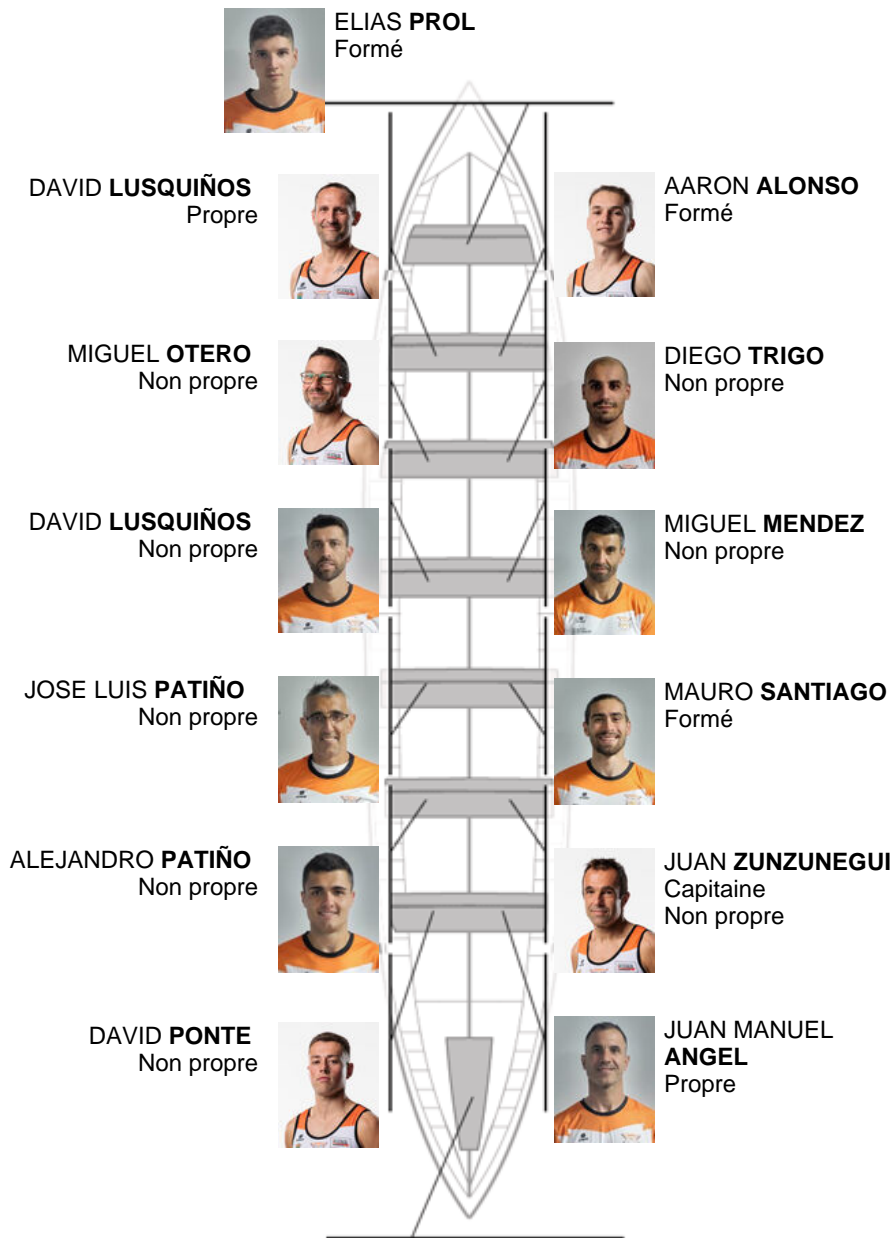 ELIAS PROL
Formé
DAVID LUSQUIÑOS
Propre
AARON ALONSO
Formé
MIGUEL OTERO
Non propre
DIEGO TRIGO
Non propre
DAVID LUSQUIÑOS
Non propre
MIGUEL MENDEZ
Non propre
JOSE LUIS PATIÑO
Non propre
MAURO SANTIAGO
Formé
ALEJANDRO PATIÑO
Non propre
JUAN ZUNZUNEGUI
Capitaine
Non propre
DAVID PONTE
Non propre
JUAN MANUEL
ANGEL
Propre